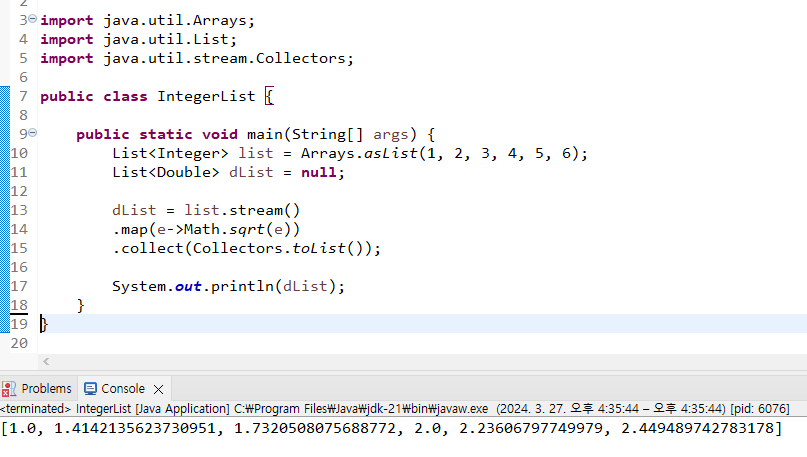 2
3 import java.util.Arrays;
4 import java.util.List;
5 import java.util.stream.Collectors;
6
7 public class IntegerList {
8
9     public static void main(String[] args) {
10         List<Integer> list = Arrays.asList(1, 2, 3, 4, 5, 6);
11         List<Double> dList = null;
12
13         dList = list.stream()
14         .map(e->Math.sqrt(e))
15         .collect(Collectors.toList());
16
17         System.out.println(dList);
18     }
19 }
20
Problems Console
<terminated> IntegerList [Java Application] C:₩Program Files₩Java₩jdk-21₩bin₩javaw.exe (2024. 3. 27. 오후 4:35:44 – 오후 4:35:44) [pid: 6076]
[1.0, 1.4142135623730951, 1.7320508075688772, 2.0, 2.23606797749979, 2.449489742783178]